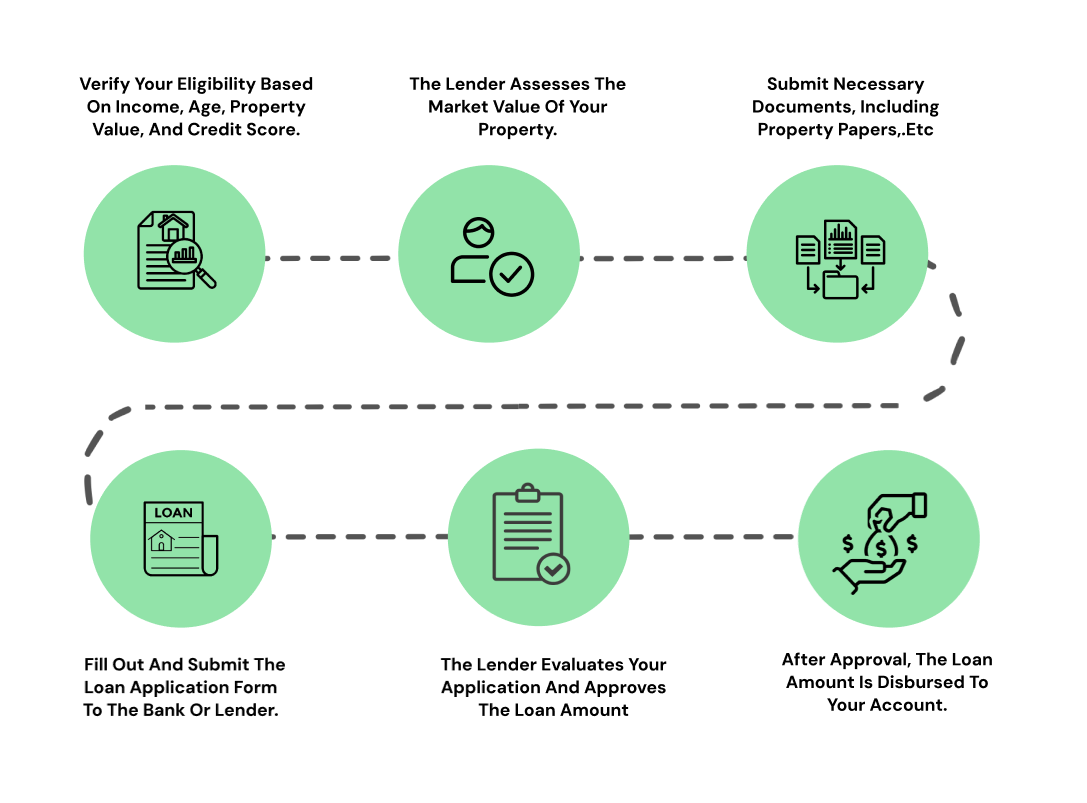 Verify Your Eligibility Based
On Income, Age, Property
Value, And Credit Score.
The Lender Assesses The
Market Value Of Your
Property.
Submit Necessary
Documents, Including
Property Papers,.Etc
LOAN
Fill Out And Submit The
Loan Application Form
To The Bank Or Lender.
The Lender Evaluates Your
Application And Approves
The Loan Amount
$ $ $
After Approval, The Loan
Amount Is Disbursed To
Your Account.